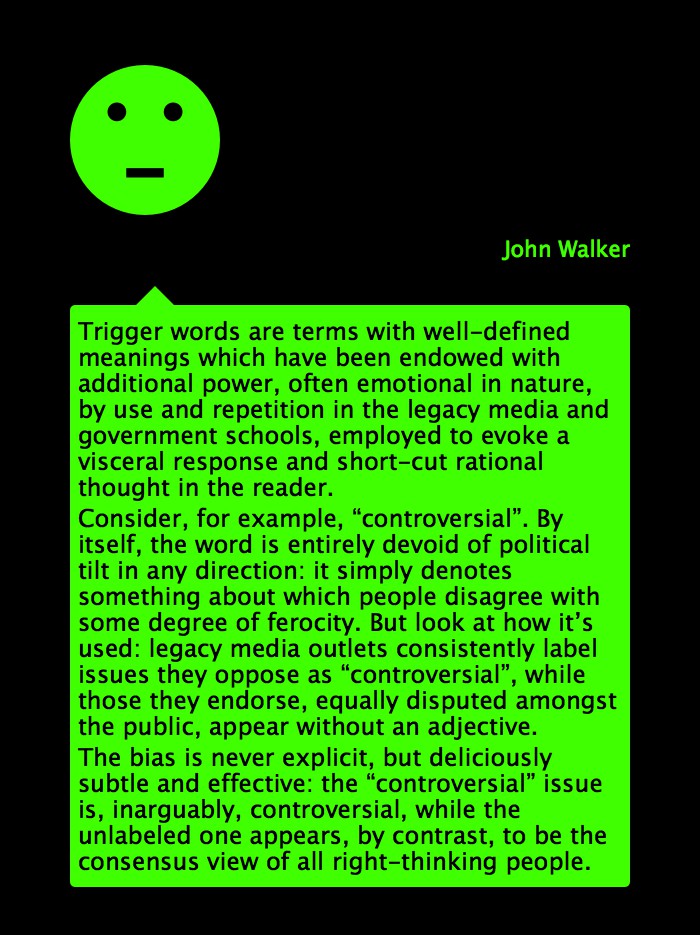 John Walker
Trigger words are terms with well-defined
meanings which have been endowed with
additional power, often emotional in nature,
by use and repetition in the legacy media and
government schools, employed to evoke a
visceral response and short-cut rational
thought in the reader.
Consider, for example, “controversial”. By
itself, the word is entirely devoid of political
tilt in any direction: it simply denotes
something about which people disagree with
some degree of ferocity. But look at how it’s
used: legacy media outlets consistently label
issues they oppose as “controversial”, while
those they endorse, equally disputed amongst
the public, appear without an adjective.
The bias is never explicit, but deliciously
subtle and effective: the “controversial” issue
is, inarguably, controversial, while the
unlabeled one appears, by contrast, to be the
consensus view of all right-thinking people.